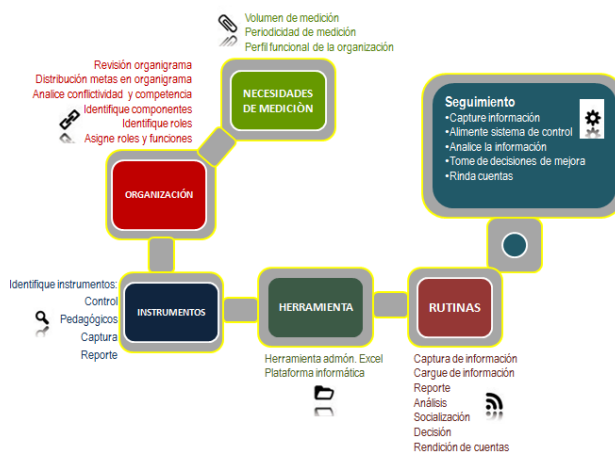 Volumen de medición
Periodicidad de medición
Perfil funcional de la organización
NECESIDADES
DE MEDICIÒN
Revisión organigrama
Distribución metas en organigrama
Analice conflictividad y competencia
Identifique componentes
Identifique roles
Asigne roles y funciones
ORGANIZACIÓN
Identifique instrumentos:
Control
Pedagógicos
Captura
Reporte
INSTRUMENTOS
HERRAMIENTA
Herramienta admón. Excel
Plataforma informática
RUTINAS
Captura de información
Cargue de información
Reporte
Análisis
Socialización
Decisión
Rendición de cuentas
Seguimiento
•Capture información
•Alimente sistema de control
•Analice la información
•Tome de decisiones de mejora
•Rinda cuentas